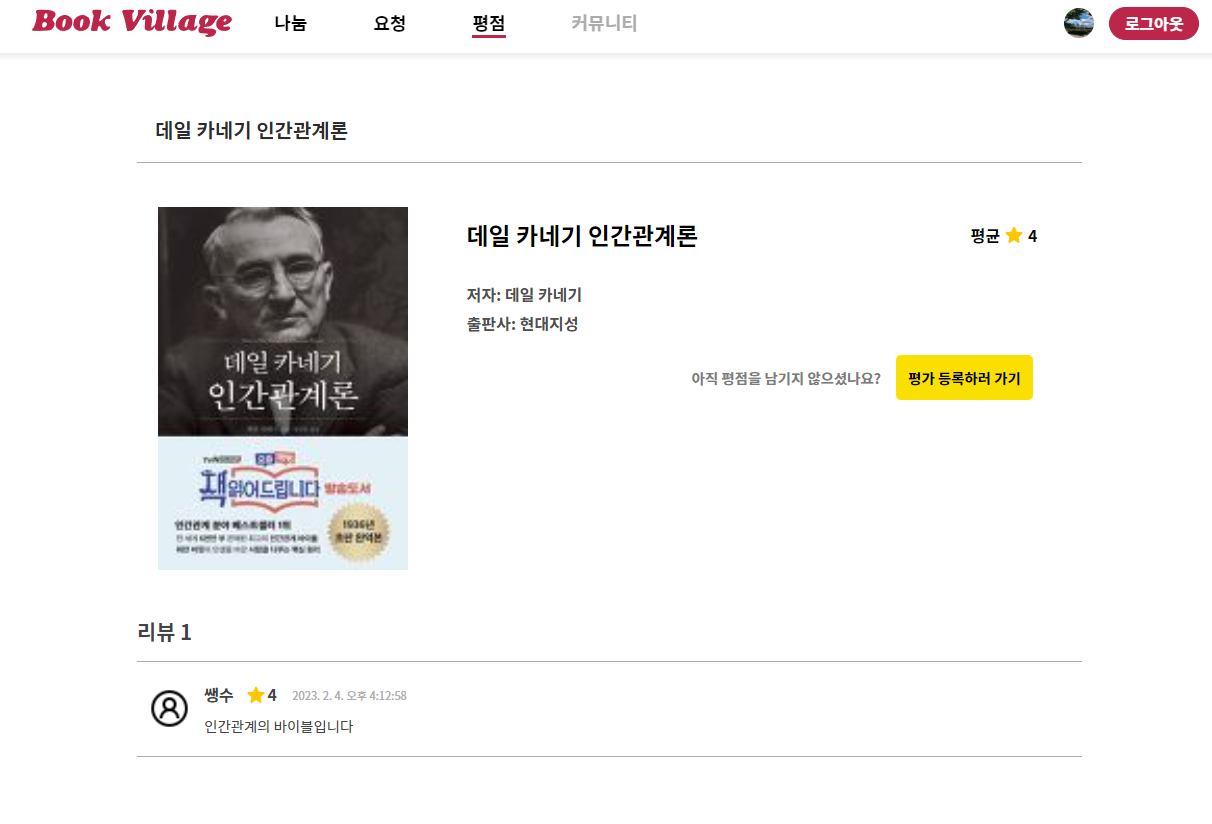 Book Village 나눔 요청 평점 커뮤니티 로그아웃
데일 카네기 인간관계론
데일 카네기 인간관계론 평균 4
저자: 데일 카네기
출판사: 현대지성
아직 평점을 남기지 않으셨나요? 평가 등록하러 가기
데일 카네기
인간관계론
책 읽어드립니다 방송도서
인간관계 분야 베스트셀러 1위
1936년
초판 완역본
리뷰 1
쌩수 4 2023. 2. 4. 오후 4:12:58
인간관계의 바이블입니다